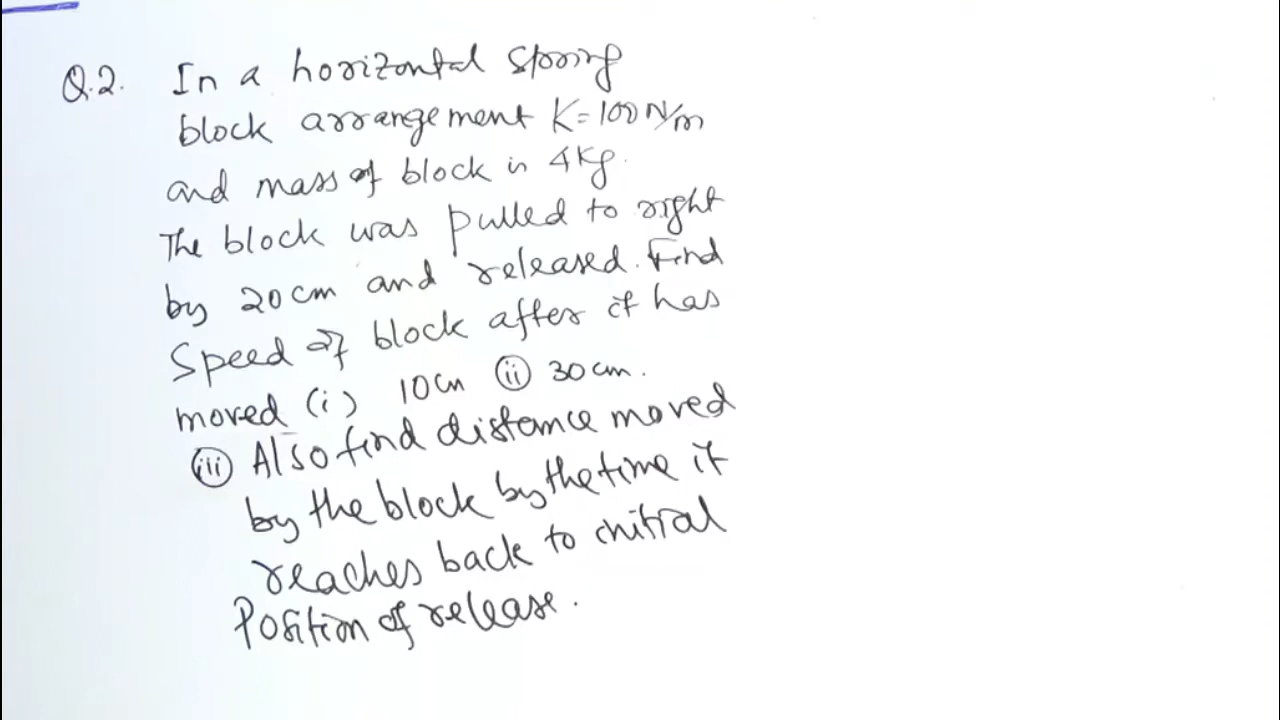 Q.2. In a horizontal spring
block arrangement K=100N/m
and mass of block is 4kg.
The block was pulled to right
by 20cm and released. Find
Speed of block after it has
moved (i) 10cm (ii) 30cm.
(iii) Also find distance moved
by the block by the time it
reaches back to initial
Position of release.